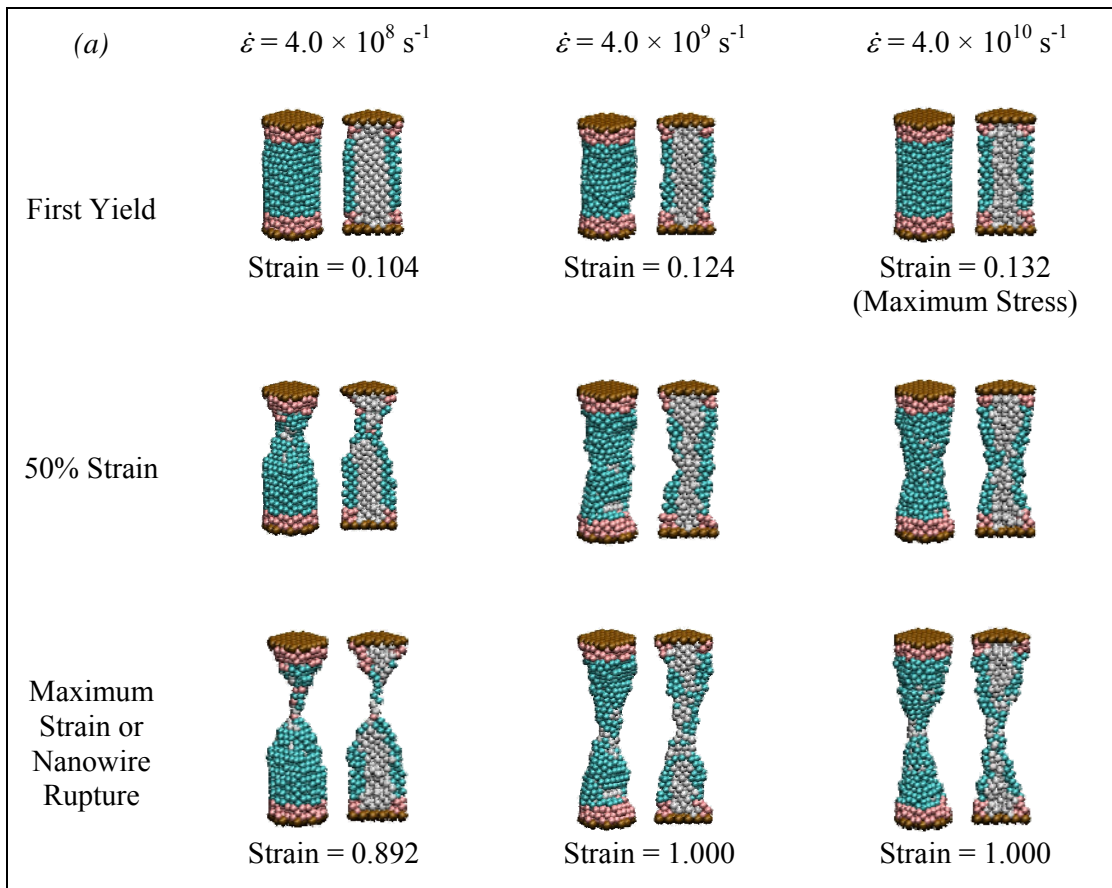 (a) ε̇ = 4.0 × 10⁸ s⁻¹ ε̇ = 4.0 × 10⁹ s⁻¹ ε̇ = 4.0 × 10¹⁰ s⁻¹
First Yield
Strain = 0.104 Strain = 0.124 Strain = 0.132
(Maximum Stress)
50% Strain
Maximum
Strain or
Nanowire
Rupture
Strain = 0.892 Strain = 1.000 Strain = 1.000